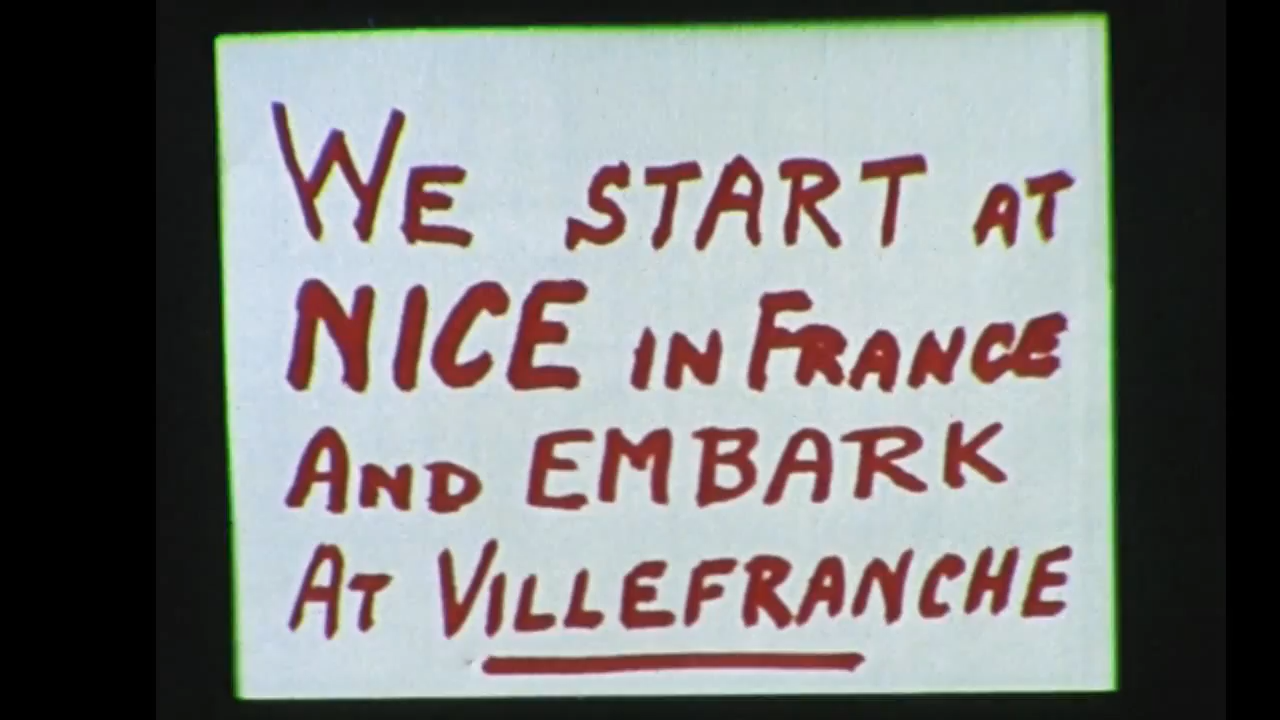 WE START AT
NICE IN FRANCE
AND EMBARK
AT VILLEFRANCHE